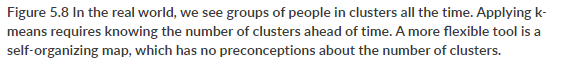 Figure 5.8 In the real world, we see groups of people in clusters all the time. Applying k-
means requires knowing the number of clusters ahead of time. A more flexible tool is a
self-organizing map, which has no preconceptions about the number of clusters.